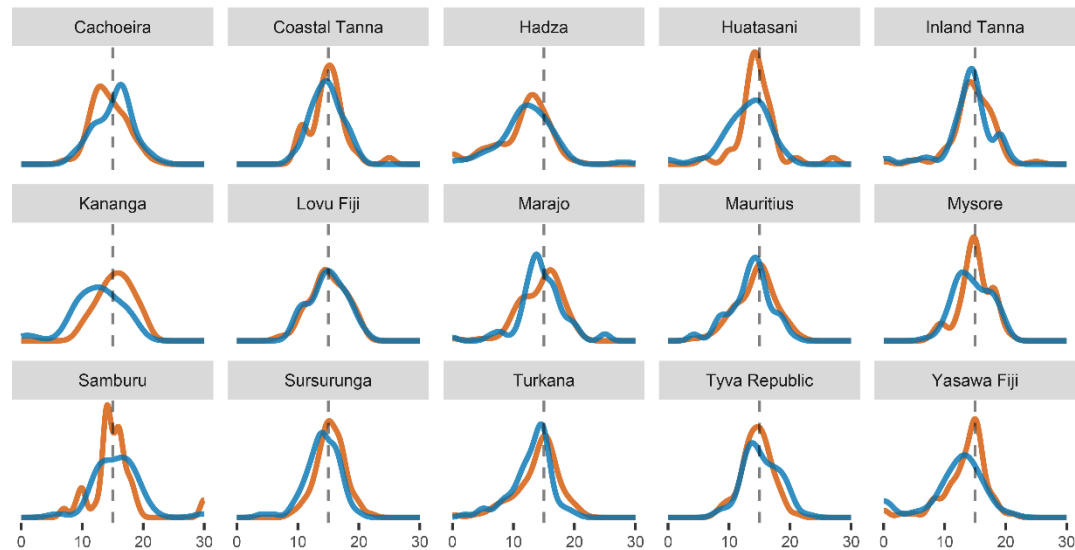 Cachoeira Coastal Tanna Hadza Huatasani Inland Tanna
Kananga Lovu Fiji Marajo Mauritius Mysore
Samburu Sursurunga Turkana Tyva Republic Yasawa Fiji
0 10 20 30 0 10 20 30 0 10 20 30 0 10 20 30 0 10 20 30